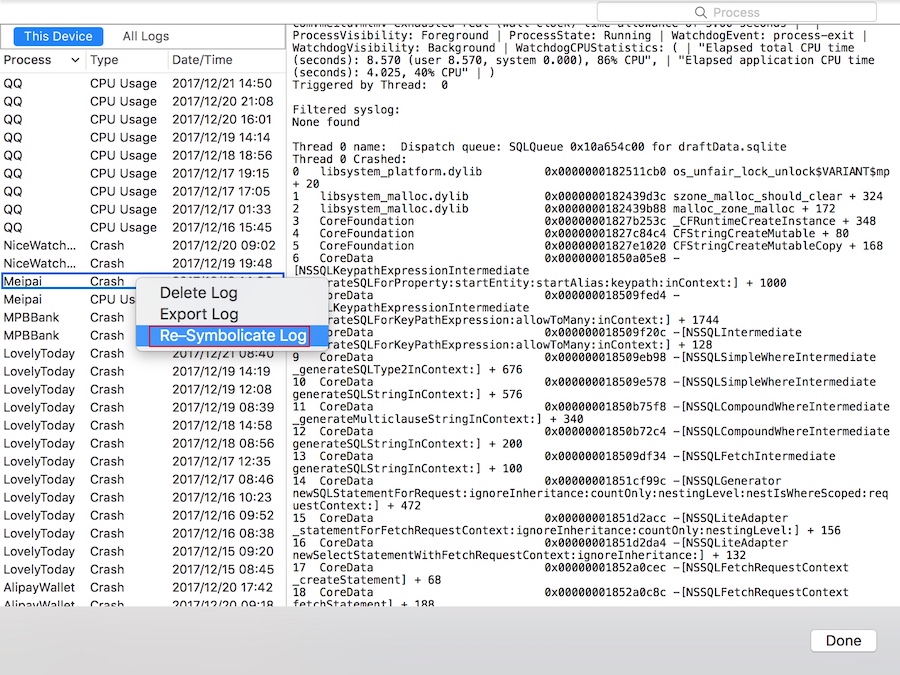 Process
This Device All Logs
Process Type Date/Time
QQ CPU Usage 2017/12/21 14:50
QQ CPU Usage 2017/12/20 21:08
QQ CPU Usage 2017/12/20 16:01
QQ CPU Usage 2017/12/19 14:14
QQ CPU Usage 2017/12/18 18:56
QQ CPU Usage 2017/12/17 19:15
QQ CPU Usage 2017/12/17 17:05
QQ CPU Usage 2017/12/17 01:33
QQ CPU Usage 2017/12/16 15:45
NiceWatch... Crash 2017/12/20 09:02
NiceWatch... Crash 2017/12/19 19:48
Meipai Crash
Meipai CPU Us
MPBBank Crash
MPBBank Crash
LovelyToday Crash 2017/12/21 08:40
LovelyToday Crash 2017/12/19 14:19
LovelyToday Crash 2017/12/19 12:08
LovelyToday Crash 2017/12/19 08:39
LovelyToday Crash 2017/12/18 14:58
LovelyToday Crash 2017/12/18 08:56
LovelyToday Crash 2017/12/17 12:35
LovelyToday Crash 2017/12/17 08:46
LovelyToday Crash 2017/12/16 10:23
LovelyToday Crash 2017/12/16 09:52
LovelyToday Crash 2017/12/16 08:38
LovelyToday Crash 2017/12/15 09:20
LovelyToday Crash 2017/12/15 08:45
AlipayWallet Crash 2017/12/20 17:42
AlipayWallet Crash 2017/12/20 09:18
Delete Log
Export Log
Re–Symbolicate Log
com.meitu.mtmv exhausted real (wall clock) time allowance of 5.00 seconds | |
ProcessVisibility: Foreground | ProcessState: Running | WatchdogEvent: process-exit |
WatchdogVisibility: Background | WatchdogCPUStatistics: ( | "Elapsed total CPU time
(seconds): 8.570 (user 8.570, system 0.000), 86% CPU", | "Elapsed application CPU time
(seconds): 4.025, 40% CPU" | )
Triggered by Thread: 0
Filtered syslog:
None found
Thread 0 name: Dispatch queue: SQLQueue 0x10a654c00 for draftData.sqlite
Thread 0 Crashed:
0 libsystem_platform.dylib 0x0000000182511cb0 os_unfair_lock_unlock$VARIANT$mp
+ 20
1 libsystem_malloc.dylib 0x0000000182439d3c szone_malloc_should_clear + 324
2 libsystem_malloc.dylib 0x0000000182439b88 malloc_zone_malloc + 172
3 CoreFoundation 0x00000001827b253c _CFRuntimeCreateInstance + 348
4 CoreFoundation 0x00000001827c84c4 CFStringCreateMutable + 80
5 CoreFoundation 0x00000001827e1020 CFStringCreateMutableCopy + 168
6 CoreData 0x00000001850a05e8 -
[NSSQLKeypathExpressionIntermediate
rateSQLForProperty:startEntity:startAlias:keypath:inContext:] + 1000
oreData 0x000000018509fed4 -
KeypathExpressionIntermediate
rateSQLForKeyPathExpression:allowToMany:inContext:] + 1744
oreData 0x000000018509f20c -[NSSQLIntermediate
rateSQLForKeyPathExpression:allowToMany:inContext:] + 128
9 CoreData 0x000000018509eb98 -[NSSQLSimpleWhereIntermediate
_generateSQLType2InContext:] + 676
10 CoreData 0x000000018509e578 -[NSSQLSimpleWhereIntermediate
generateSQLStringInContext:] + 576
11 CoreData 0x00000001850b75f8 -[NSSQLCompoundWhereIntermediate
_generateMulticlauseStringInContext:] + 340
12 CoreData 0x00000001850b72c4 -[NSSQLCompoundWhereIntermediate
generateSQLStringInContext:] + 200
13 CoreData 0x000000018509df34 -[NSSQLFetchIntermediate
generateSQLStringInContext:] + 100
14 CoreData 0x00000001851cf99c -[NSSQLGenerator
newSQLStatementForRequest:ignoreInheritance:countOnly:nestingLevel:nestIsWhereScoped:req
uestContext:] + 472
15 CoreData 0x00000001851d2acc -[NSSQLiteAdapter
_statementForFetchRequestContext:ignoreInheritance:countOnly:nestingLevel:] + 156
16 CoreData 0x00000001851d2da4 -[NSSQLiteAdapter
newSelectStatementWithFetchRequestContext:ignoreInheritance:] + 132
17 CoreData 0x00000001852a0cec -[NSSQLFetchRequestContext
_createStatement] + 68
18 CoreData 0x00000001852a0c8c -[NSSQLFetchRequestContext
fetchStatement] + 188
Done